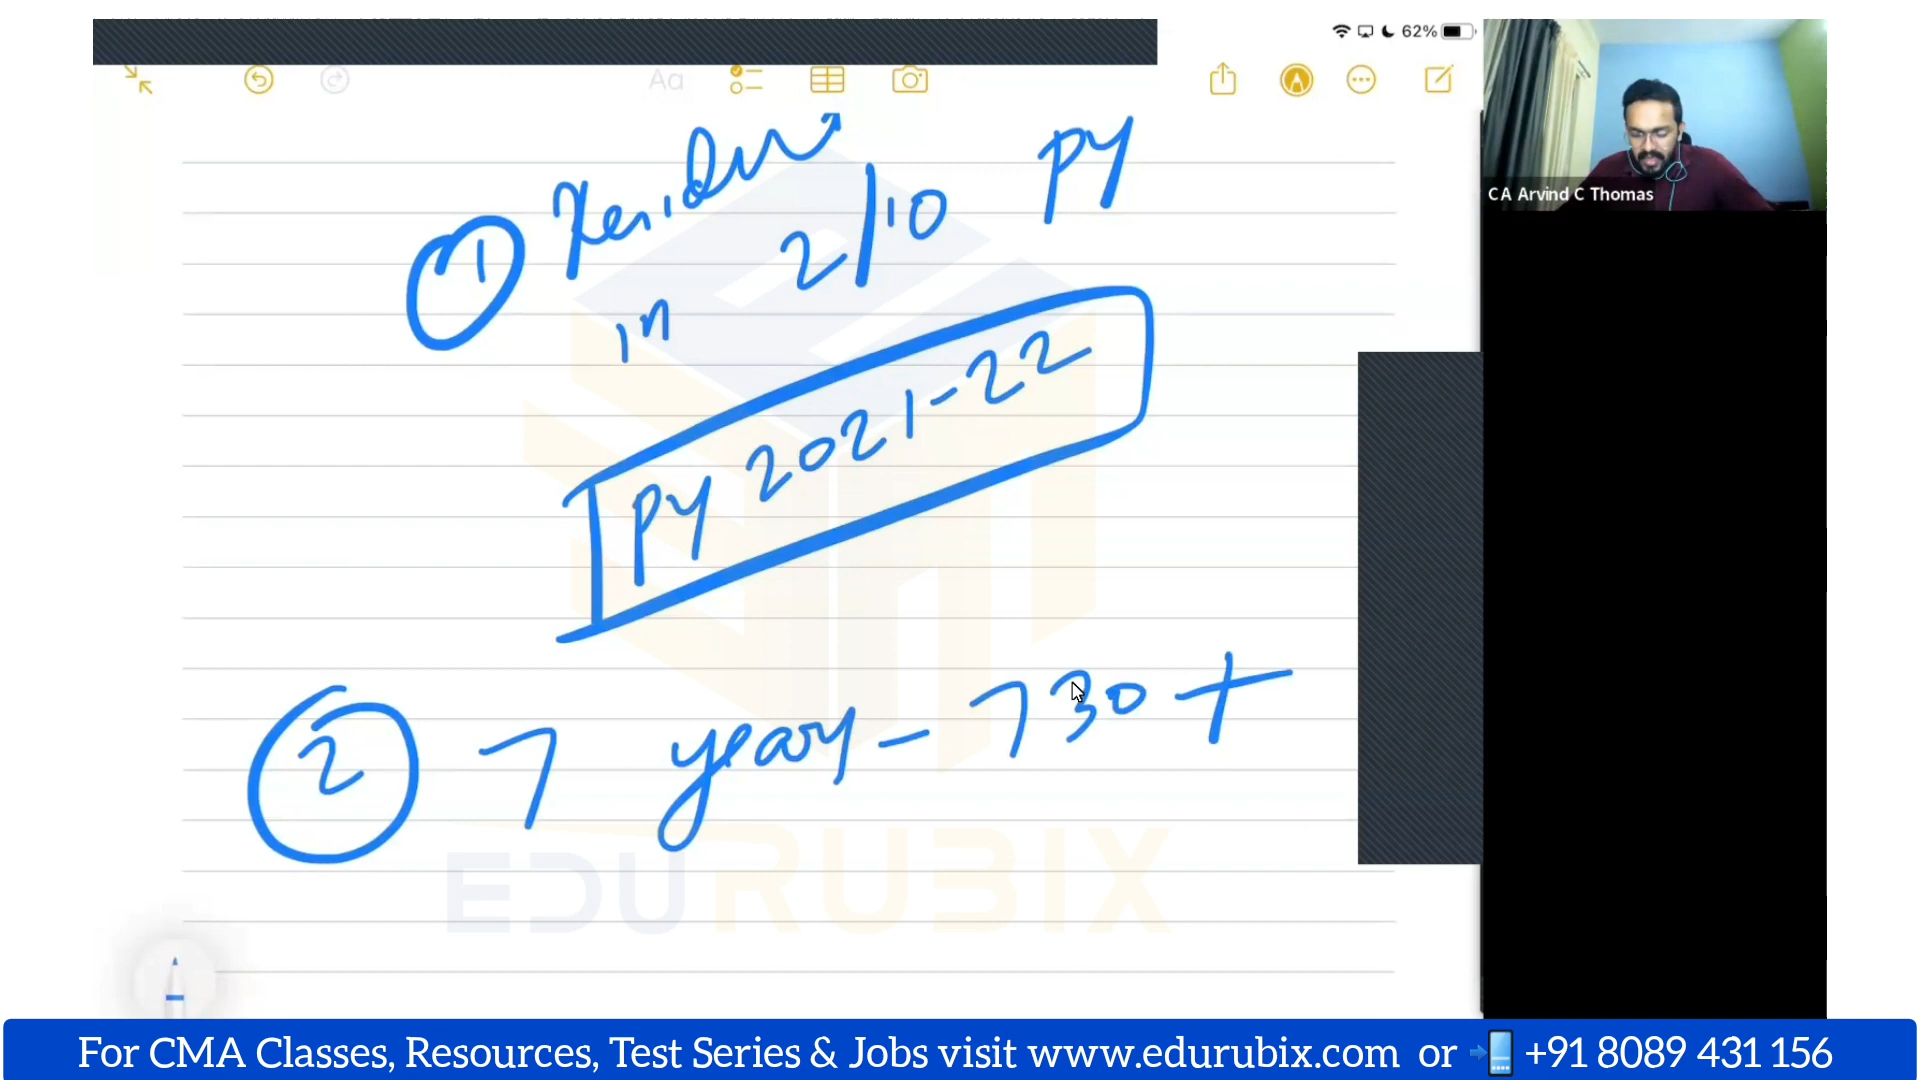 62%
Aa
CA Arvind C Thomas
① Resident
in 2/10 PY
PY 2021-22
② 7 years - 730 +
EDURUBIX
For CMA Classes, Resources, Test Series & Jobs visit www.edurubix.com or +91 8089 431 156